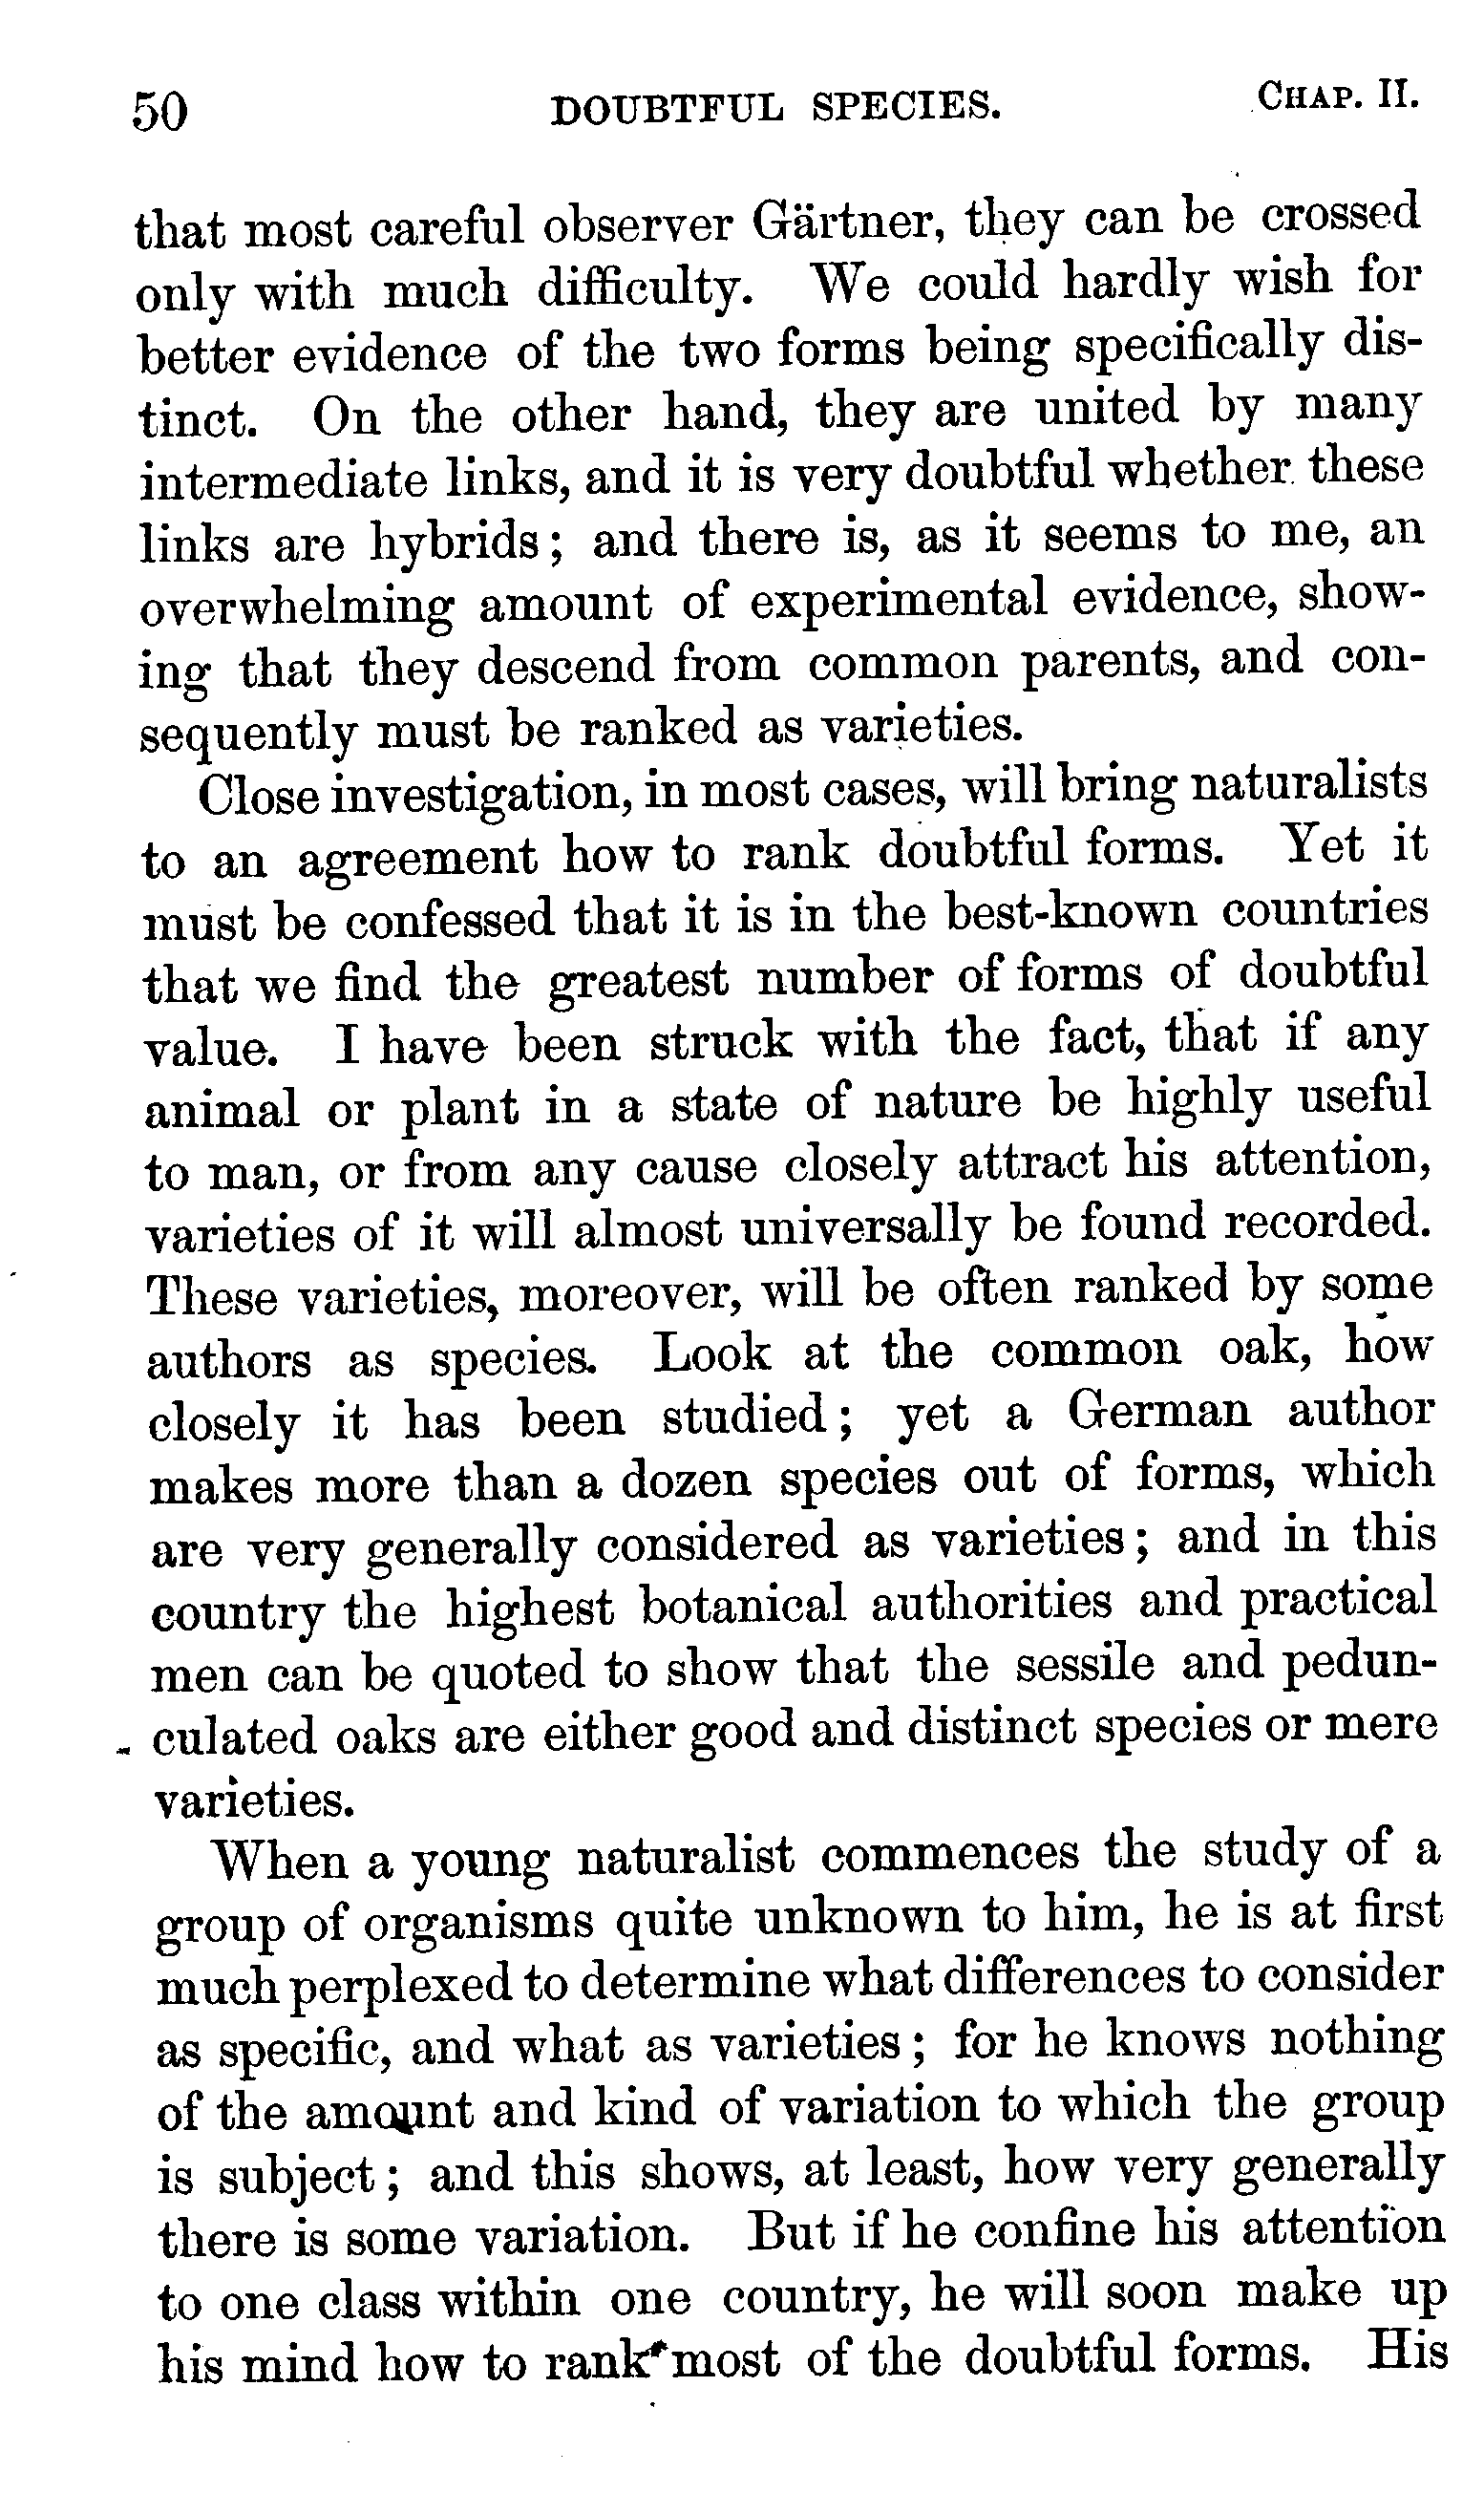 50 DOUBTFUL SPECIES. CHAP. II.
that most careful observer Gärtner, they can be crossed
only with much difficulty. We could hardly wish for
better evidence of the two forms being specifically dis-
tinct. On the other hand, they are united by many
intermediate links, and it is very doubtful whether these
links are hybrids; and there is, as it seems to me, an
overwhelming amount of experimental evidence, show-
ing that they descend from common parents, and con-
sequently must be ranked as varieties.
Close investigation, in most cases, will bring naturalists
to an agreement how to rank doubtful forms. Yet it
must be confessed that it is in the best-known countries
that we find the greatest number of forms of doubtful
value. I have been struck with the fact, that if any
animal or plant in a state of nature be highly useful
to man, or from any cause closely attract his attention,
varieties of it will almost universally be found recorded.
These varieties, moreover, will be often ranked by some
authors as species. Look at the common oak, how
closely it has been studied; yet a German author
makes more than a dozen species out of forms, which
are very generally considered as varieties; and in this
country the highest botanical authorities and practical
men can be quoted to show that the sessile and pedun-
culated oaks are either good and distinct species or mere
varieties.
When a young naturalist commences the study of a
group of organisms quite unknown to him, he is at first
much perplexed to determine what differences to consider
as specific, and what as varieties; for he knows nothing
of the amount and kind of variation to which the group
is subject; and this shows, at least, how very generally
there is some variation. But if he confine his attention
to one class within one country, he will soon make up
his mind how to rank most of the doubtful forms. His